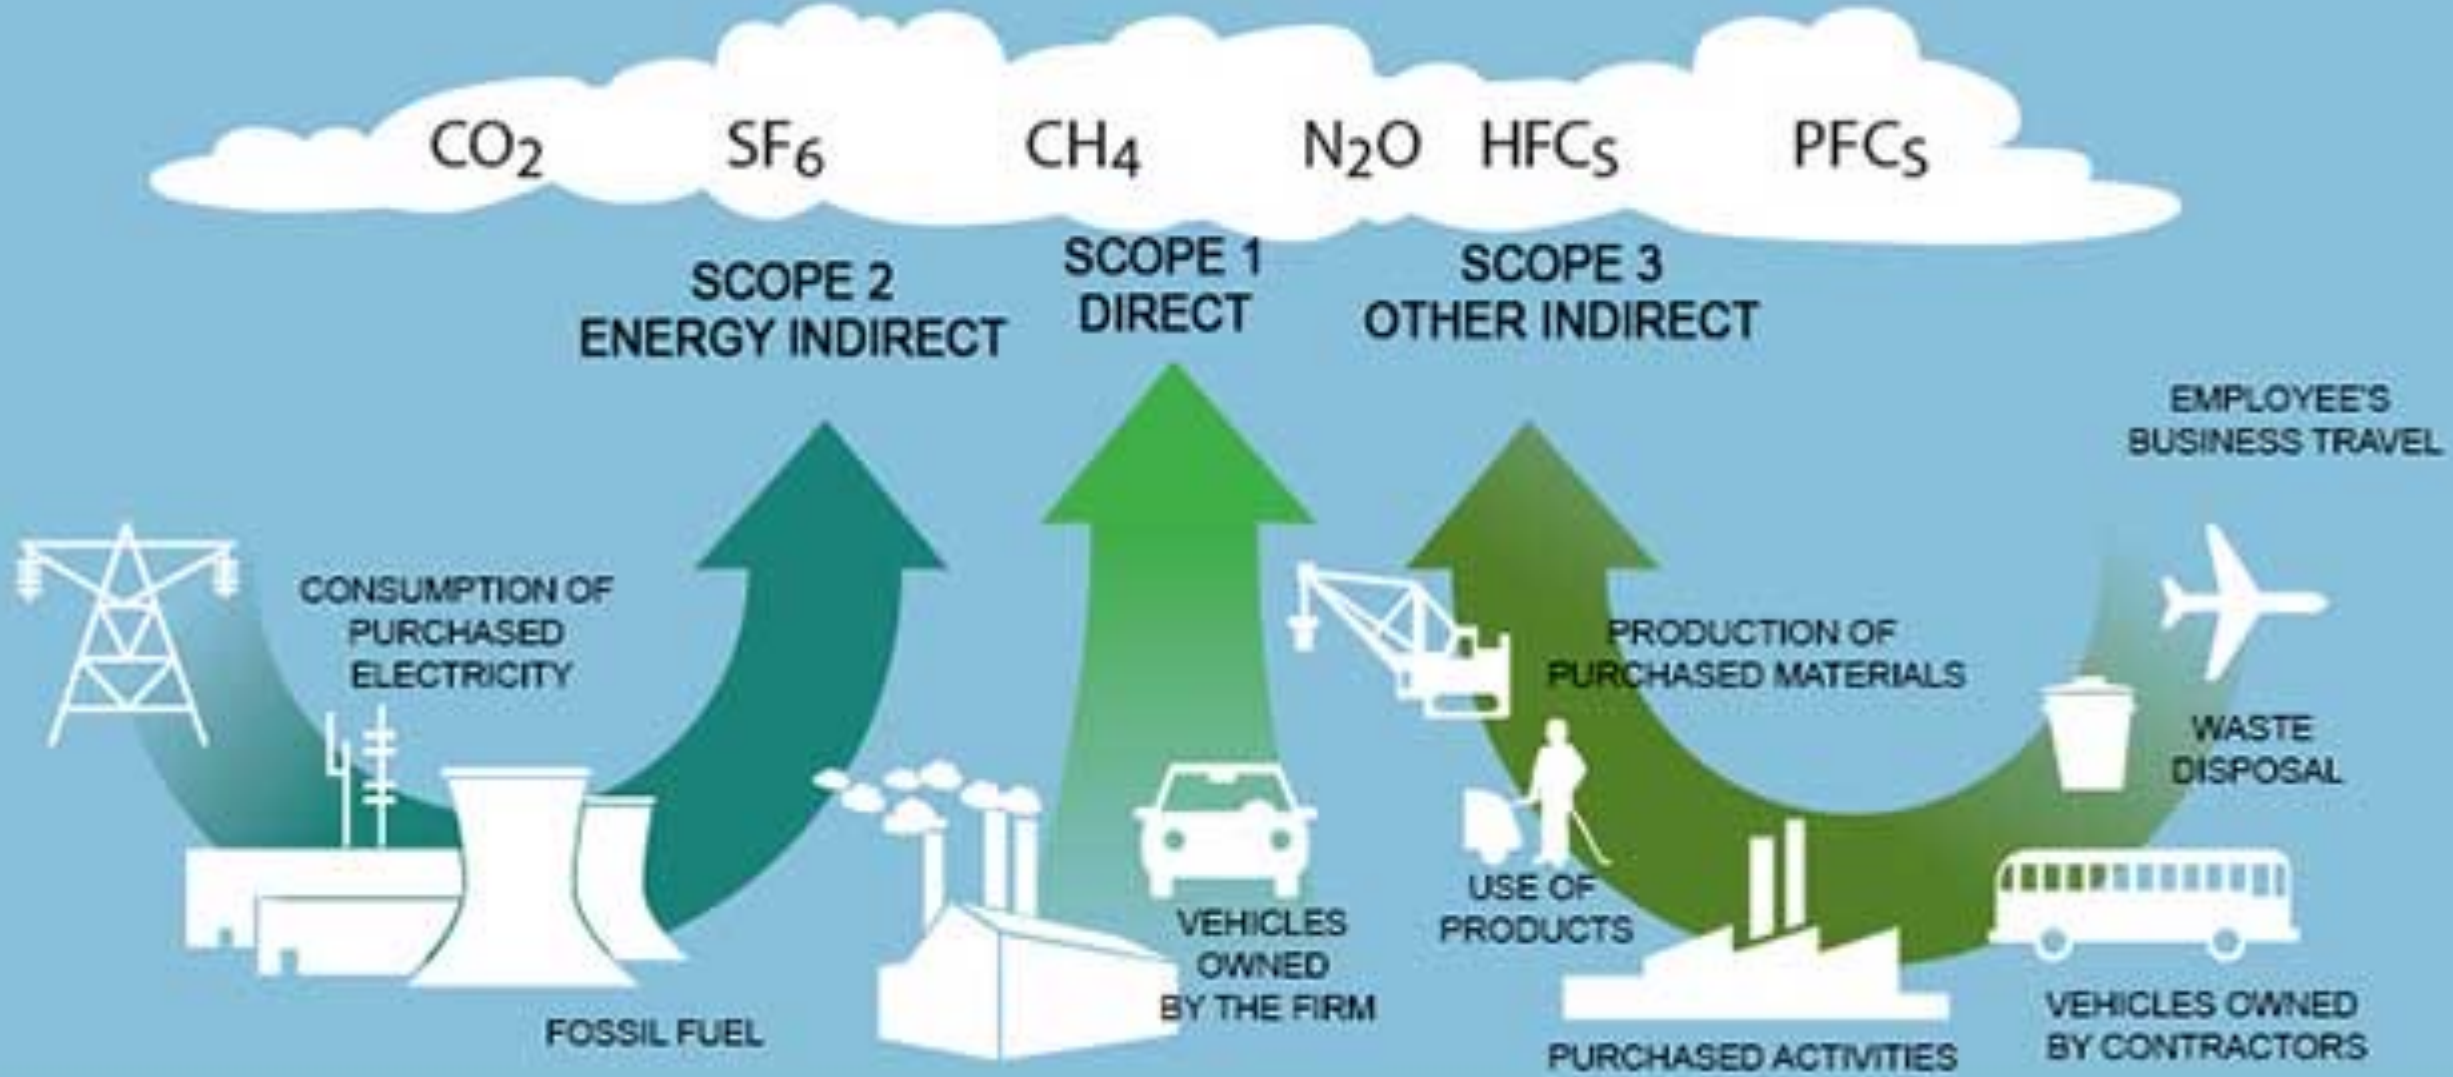 CO2 SF6 CH4 N2O HFCs PFCs
SCOPE 2
ENERGY INDIRECT
SCOPE 1
DIRECT
SCOPE 3
OTHER INDIRECT
EMPLOYEE'S
BUSINESS TRAVEL
CONSUMPTION OF
PURCHASED
ELECTRICITY
PRODUCTION OF
PURCHASED MATERIALS
WASTE
DISPOSAL
USE OF
PRODUCTS
VEHICLES
OWNED
BY THE FIRM
FOSSIL FUEL
PURCHASED ACTIVITIES
VEHICLES OWNED
BY CONTRACTORS